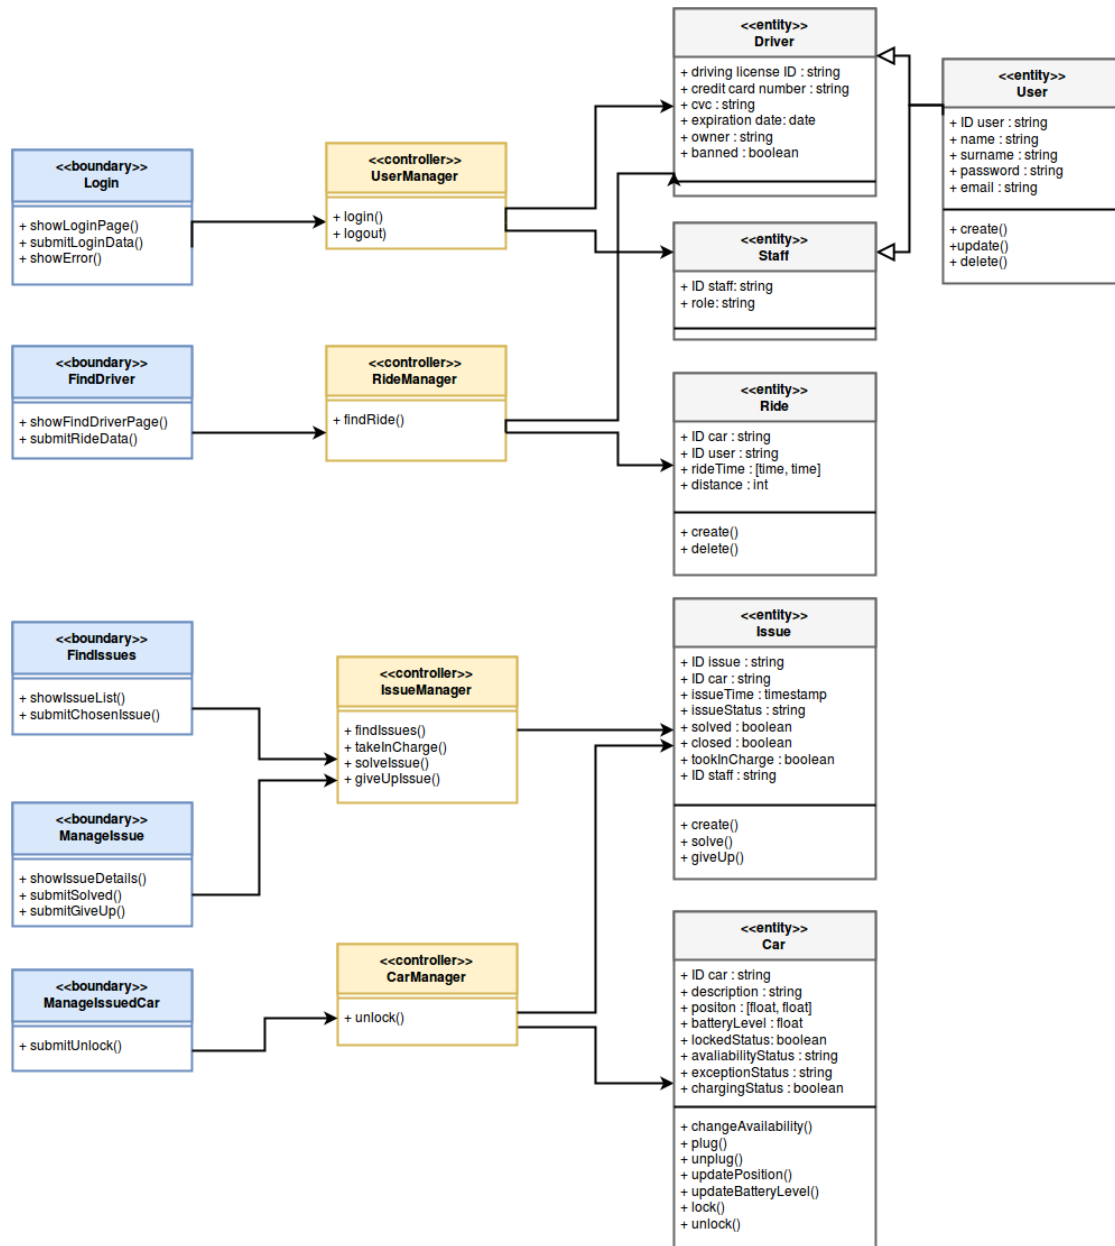 <<entity>>
Driver
+ driving license ID : string
+ credit card number : string
+ cvc : string
+ expiration date: date
+ owner : string
+ banned : boolean
<<entity>>
User
+ ID user : string
+ name : string
+ surname : string
+ password : string
+ email : string
+ create()
+update()
+ delete()
<<boundary>>
Login
+ showLoginPage()
+ submitLoginData()
+ showError()
<<controller>>
UserManager
+ login()
+ logout)
<<entity>>
Staff
+ ID staff: string
+ role: string
<<boundary>>
FindDriver
+ showFindDriverPage()
+ submitRideData()
<<controller>>
RideManager
+ findRide()
<<entity>>
Ride
+ ID car : string
+ ID user : string
+ rideTime : [time, time]
+ distance : int
+ create()
+ delete()
<<boundary>>
FindIssues
+ showIssueList()
+ submitChosenIssue()
<<controller>>
IssueManager
+ findIssues()
+ takeInCharge()
+ solveIssue()
+ giveUpIssue()
<<entity>>
Issue
+ ID issue : string
+ ID car : string
+ issueTime : timestamp
+ issueStatus : string
+ solved : boolean
+ closed : boolean
+ tookInCharge : boolean
+ ID staff : string
+ create()
+ solve()
+ giveUp()
<<boundary>>
ManageIssue
+ showIssueDetails()
+ submitSolved()
+ submitGiveUp()
<<boundary>>
ManageIssuedCar
+ submitUnlock()
<<controller>>
CarManager
+ unlock()
<<entity>>
Car
+ ID car : string
+ description : string
+ positon : [float, float]
+ batteryLevel : float
+ lockedStatus: boolean
+ avaliabilityStatus : string
+ exceptionStatus : string
+ chargingStatus : boolean
+ changeAvailability()
+ plug()
+ unplug()
+ updatePosition()
+ updateBatteryLevel()
+ lock()
+ unlock()